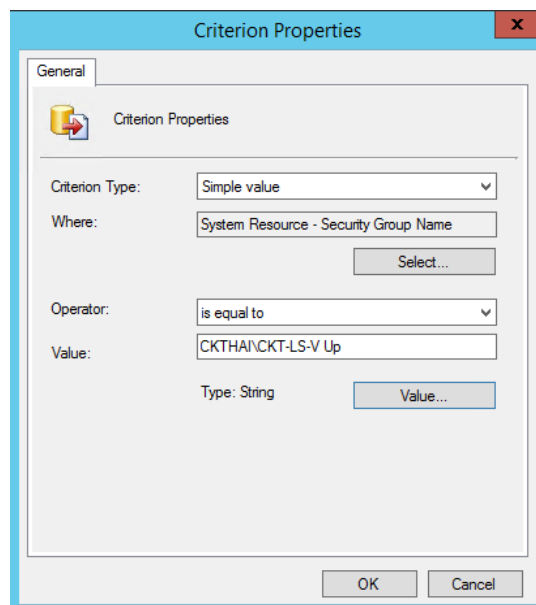 Criterion Properties
x
General
Criterion Properties
Criterion Type: Simple value
Where: System Resource - Security Group Name
Select...
Operator: is equal to
Value: CKTHAI\CKT-LS-V Up
Type: String Value...
OK Cancel